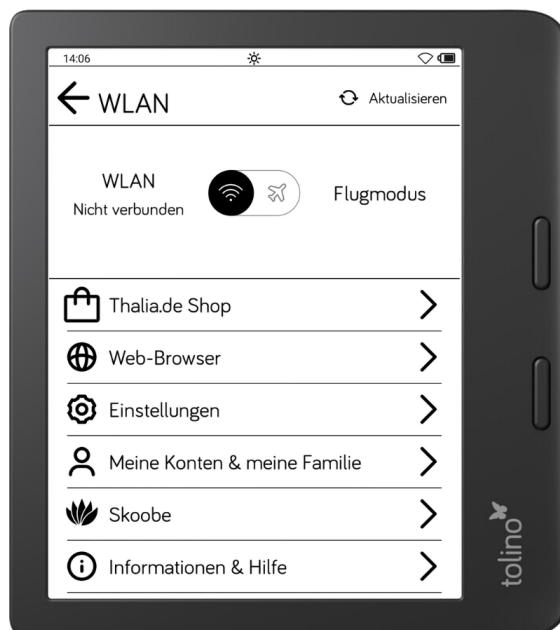 14:06
WLAN
Aktualisieren
WLAN
Nicht verbunden
Flugmodus
Thalia.de Shop
Web-Browser
Einstellungen
Meine Konten & meine Familie
Skoobe
Informationen & Hilfe
tolino